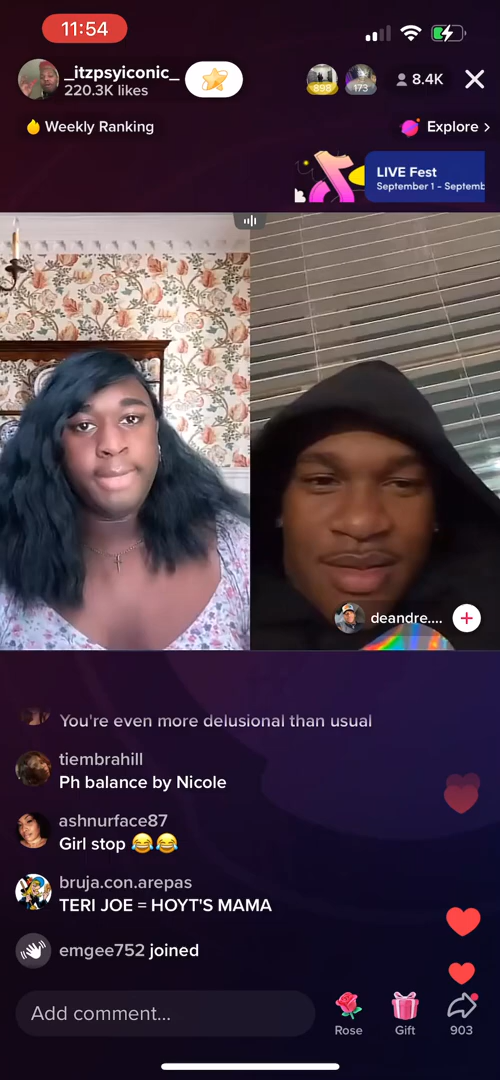 11:54
_itzpsyiconic_
220.3K likes
898
173
8.4K
Weekly Ranking
Explore >
LIVE Fest
September 1 - Septemb
deandre....
You're even more delusional than usual
tiembrahill
Ph balance by Nicole
ashnurface87
Girl stop 😂😂
bruja.con.arepas
TERI JOE = HOYT'S MAMA
emgee752 joined
Add comment...
Rose
Gift
903